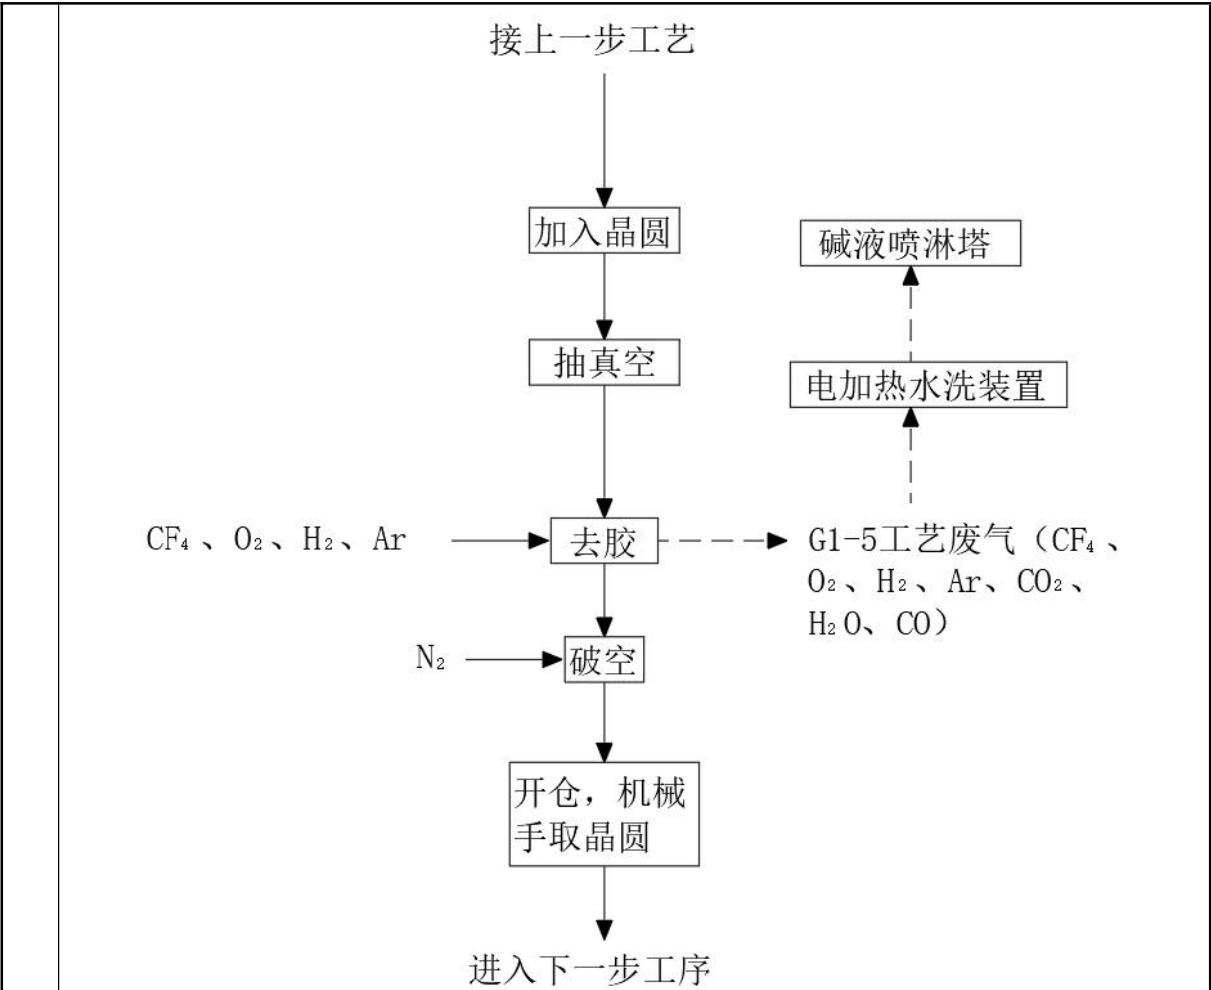 接上一步工艺
加入晶圆
碱液喷淋塔
抽真空
电加热水洗装置
CF₄、O₂、H₂、Ar
去胶
G1-5工艺废气（CF₄、
O₂、H₂、Ar、CO₂、
H₂O、CO）
N₂
破空
开仓，机械
手取晶圆
进入下一步工序